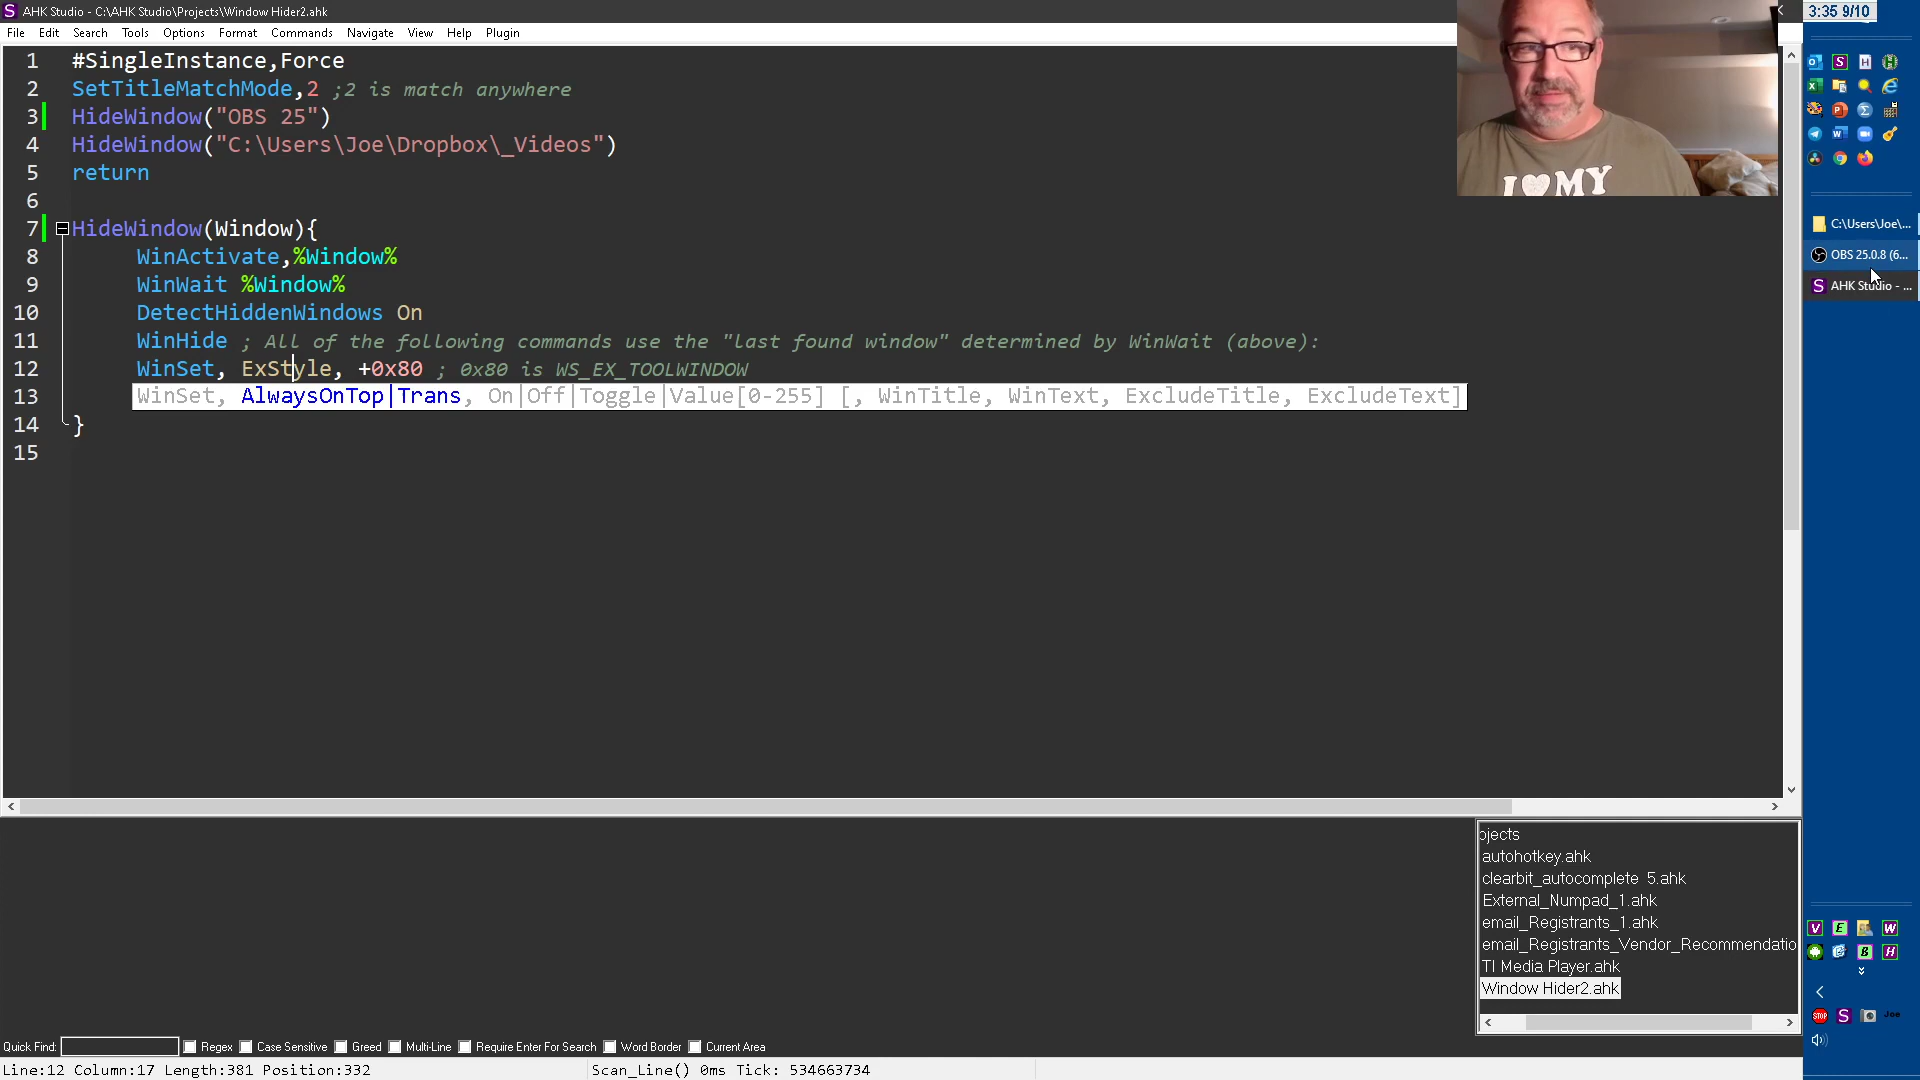 AHK Studio - C:\AHK Studio\Projects\Window Hider2.ahk
3:35 9/10
File Edit Search Tools Options Format Commands Navigate View Help Plugin
1 #SingleInstance,Force
2 SetTitleMatchMode,2 ;2 is match anywhere
3 HideWindow("OBS 25")
4 HideWindow("C:\Users\Joe\Dropbox\_Videos")
5 return
6
7 HideWindow(Window){
8 WinActivate,%Window%
9 WinWait %Window%
10 DetectHiddenWindows On
11 WinHide ; All of the following commands use the "last found window" determined by WinWait (above):
12 WinSet, ExStyle, +0x80 ; 0x80 is WS_EX_TOOLWINDOW
13 WinSet, AlwaysOnTop|Trans, On|Off|Toggle|Value[0-255] [, WinTitle, WinText, ExcludeTitle, ExcludeText]
14 }
15
I MY
C:\Users\Joe\...
OBS 25.0.8 (6...
AHK Studio - ...
ojects
autohotkey.ahk
clearbit_autocomplete 5.ahk
External_Numpad_1.ahk
email_Registrants_1.ahk
email_Registrants_Vendor_Recommendatio
TI Media Player.ahk
Window Hider2.ahk
V E W
B H
STOP S Joe
Quick Find: Regex Case Sensitive Greed Multi-Line Require Enter For Search Word Border Current Area
Line:12 Column:17 Length:381 Position:332 Scan_Line() 0ms Tick: 534663734